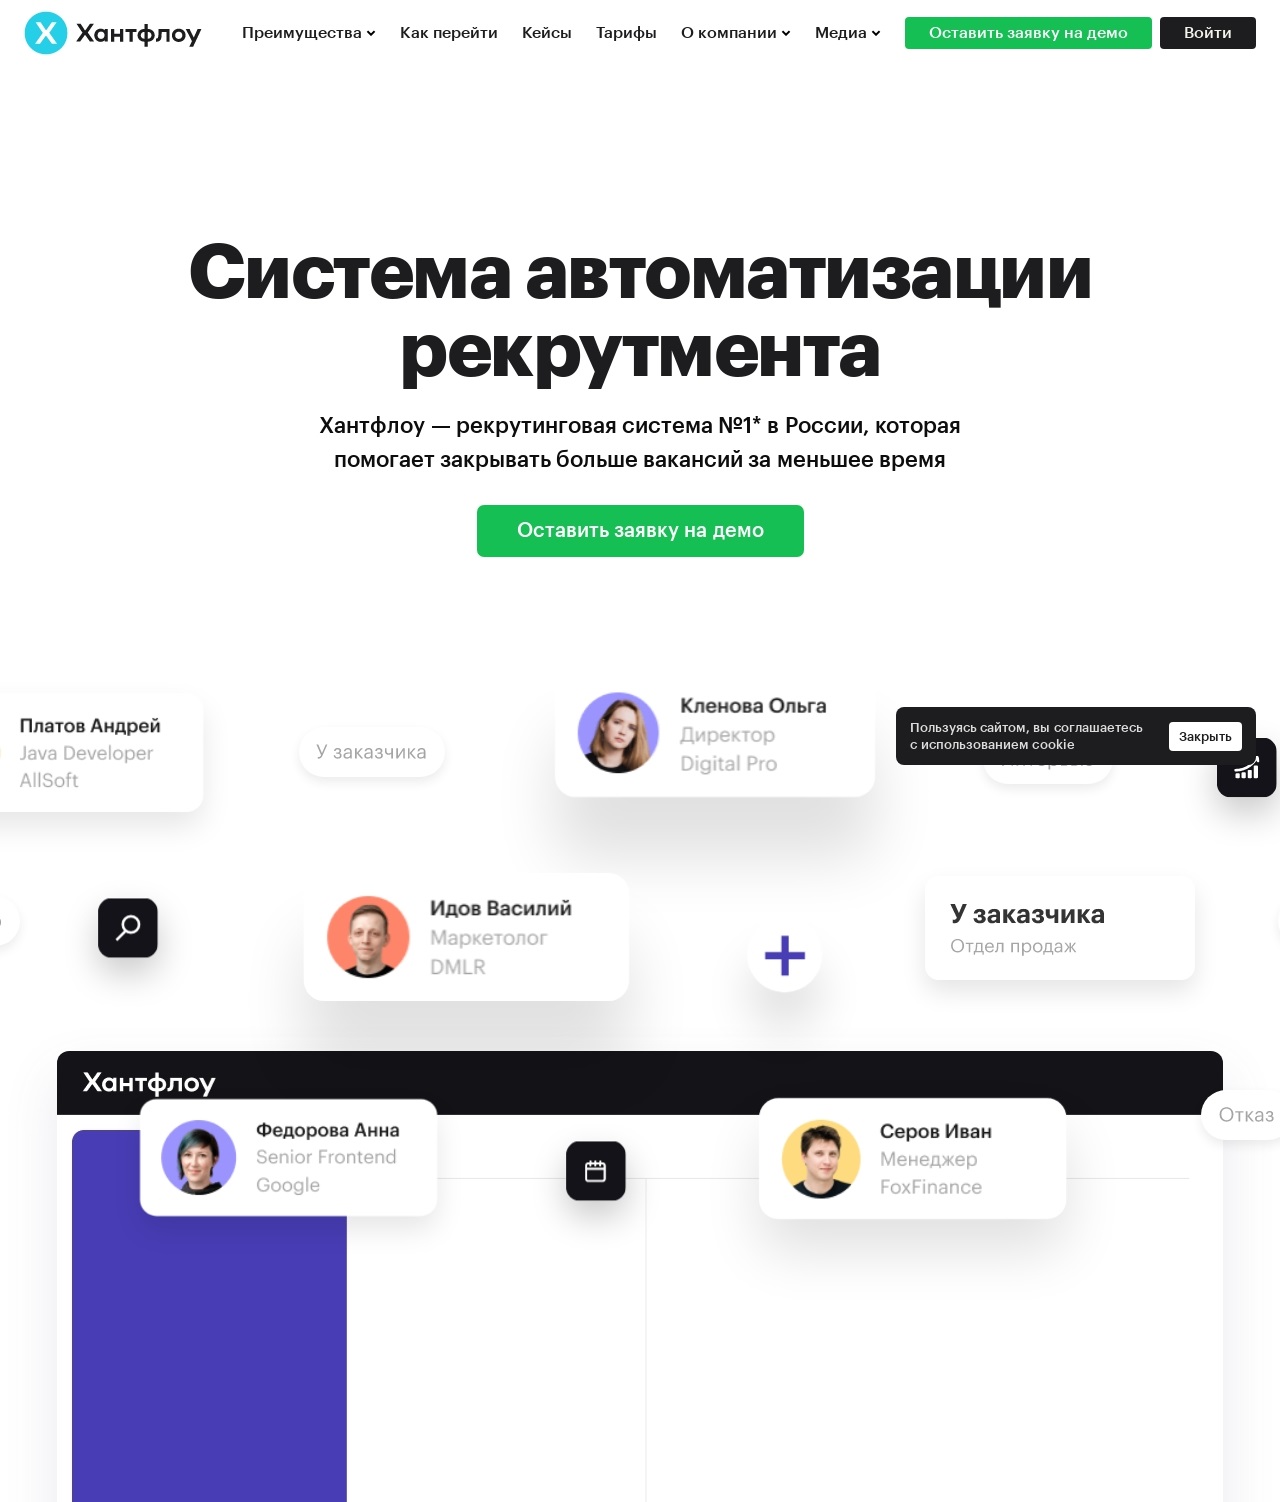 Хантфлоу
Преимущества
Как перейти
Кейсы
Тарифы
О компании
Медиа
Оставить заявку на демо
Войти
Система автоматизации
рекрутмента
Хантфлоу — рекрутинговая система №1* в России, которая
помогает закрывать больше вакансий за меньшее время
Оставить заявку на демо
Платов Андрей
Java Developer
AllSoft
У заказчика
Кленова Ольга
Директор
Digital Pro
Пользуясь сайтом, вы соглашаетесь
с использованием cookie
Закрыть
Идов Василий
Маркетолог
DMLR
У заказчика
Отдел продаж
Хантфлоу
Федорова Анна
Senior Frontend
Google
Серов Иван
Менеджер
FoxFinance
Отказ